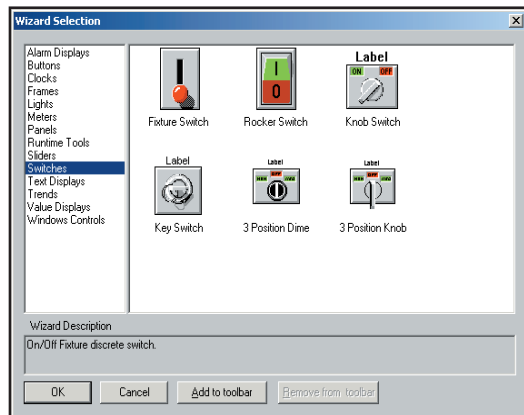 Wizard Selection
Alarm Displays
Buttons
Clocks
Frames
Lights
Meters
Panels
Runtime Tools
Sliders
Switches
Text Displays
Trends
Value Displays
Windows Controls
I
0
Label
ON OFF
Fixture Switch Rocker Switch Knob Switch
Label Label Label
OFF OFF
Key Switch 3 Position Dime 3 Position Knob
Wizard Description
On/Off Fixture discrete switch.
OK Cancel Add to toolbar Remove from toolbar